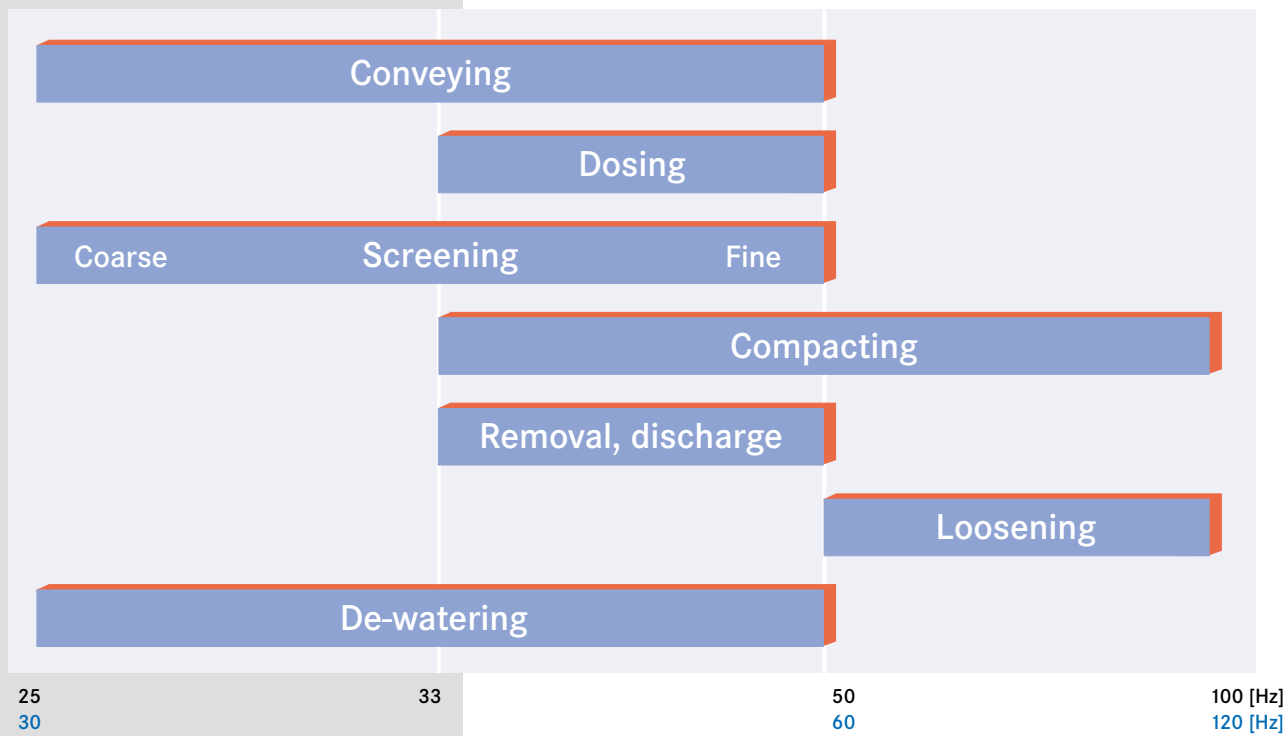 Conveying
Dosing
Coarse Screening Fine
Compacting
Removal, discharge
Loosening
De-watering
25 33 50 100 [Hz]
30 60 120 [Hz]